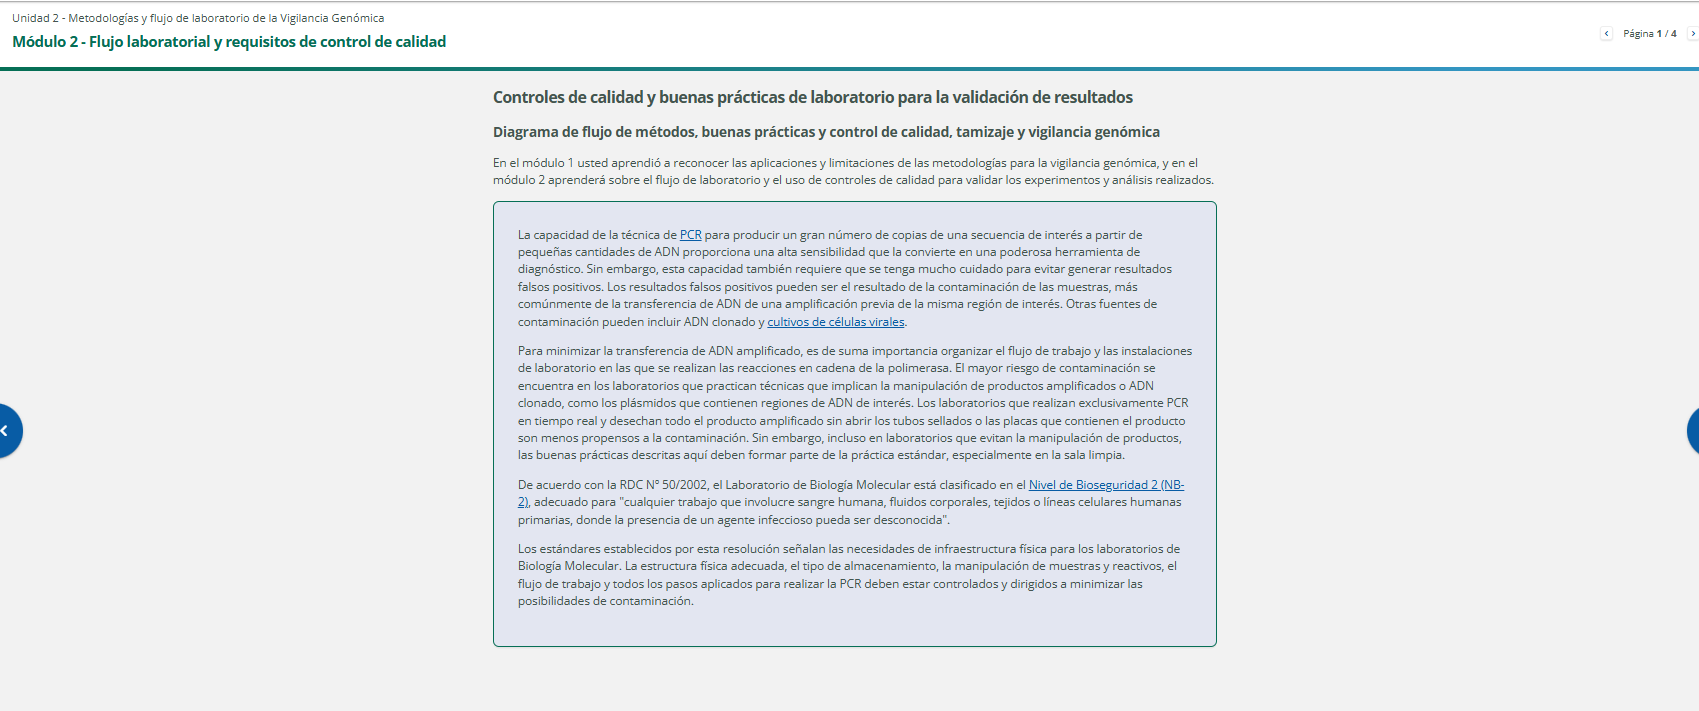 Unidad 2 - Metodologías y flujo de laboratorio de la Vigilancia Genómica
Módulo 2 - Flujo laboratorial y requisitos de control de calidad
Página 1 / 4
Controles de calidad y buenas prácticas de laboratorio para la validación de resultados
Diagrama de flujo de métodos, buenas prácticas y control de calidad, tamizaje y vigilancia genómica
En el módulo 1 usted aprendió a reconocer las aplicaciones y limitaciones de las metodologías para la vigilancia genómica, y en el
módulo 2 aprenderá sobre el flujo de laboratorio y el uso de controles de calidad para validar los experimentos y análisis realizados.
La capacidad de la técnica de PCR para producir un gran número de copias de una secuencia de interés a partir de
pequeñas cantidades de ADN proporciona una alta sensibilidad que la convierte en una poderosa herramienta de
diagnóstico. Sin embargo, esta capacidad también requiere que se tenga mucho cuidado para evitar generar resultados
falsos positivos. Los resultados falsos positivos pueden ser el resultado de la contaminación de las muestras, más
comúnmente de la transferencia de ADN de una amplificación previa de la misma región de interés. Otras fuentes de
contaminación pueden incluir ADN clonado y cultivos de células virales.
Para minimizar la transferencia de ADN amplificado, es de suma importancia organizar el flujo de trabajo y las instalaciones
de laboratorio en las que se realizan las reacciones en cadena de la polimerasa. El mayor riesgo de contaminación se
encuentra en los laboratorios que practican técnicas que implican la manipulación de productos amplificados o ADN
clonado, como los plásmidos que contienen regiones de ADN de interés. Los laboratorios que realizan exclusivamente PCR
en tiempo real y desechan todo el producto amplificado sin abrir los tubos sellados o las placas que contienen el producto
son menos propensos a la contaminación. Sin embargo, incluso en laboratorios que evitan la manipulación de productos,
las buenas prácticas descritas aquí deben formar parte de la práctica estándar, especialmente en la sala limpia.
De acuerdo con la RDC Nº 50/2002, el Laboratorio de Biología Molecular está clasificado en el Nivel de Bioseguridad 2 (NB-
2), adecuado para "cualquier trabajo que involucre sangre humana, fluidos corporales, tejidos o líneas celulares humanas
primarias, donde la presencia de un agente infeccioso pueda ser desconocida".
Los estándares establecidos por esta resolución señalan las necesidades de infraestructura física para los laboratorios de
Biología Molecular. La estructura física adecuada, el tipo de almacenamiento, la manipulación de muestras y reactivos, el
flujo de trabajo y todos los pasos aplicados para realizar la PCR deben estar controlados y dirigidos a minimizar las
posibilidades de contaminación.